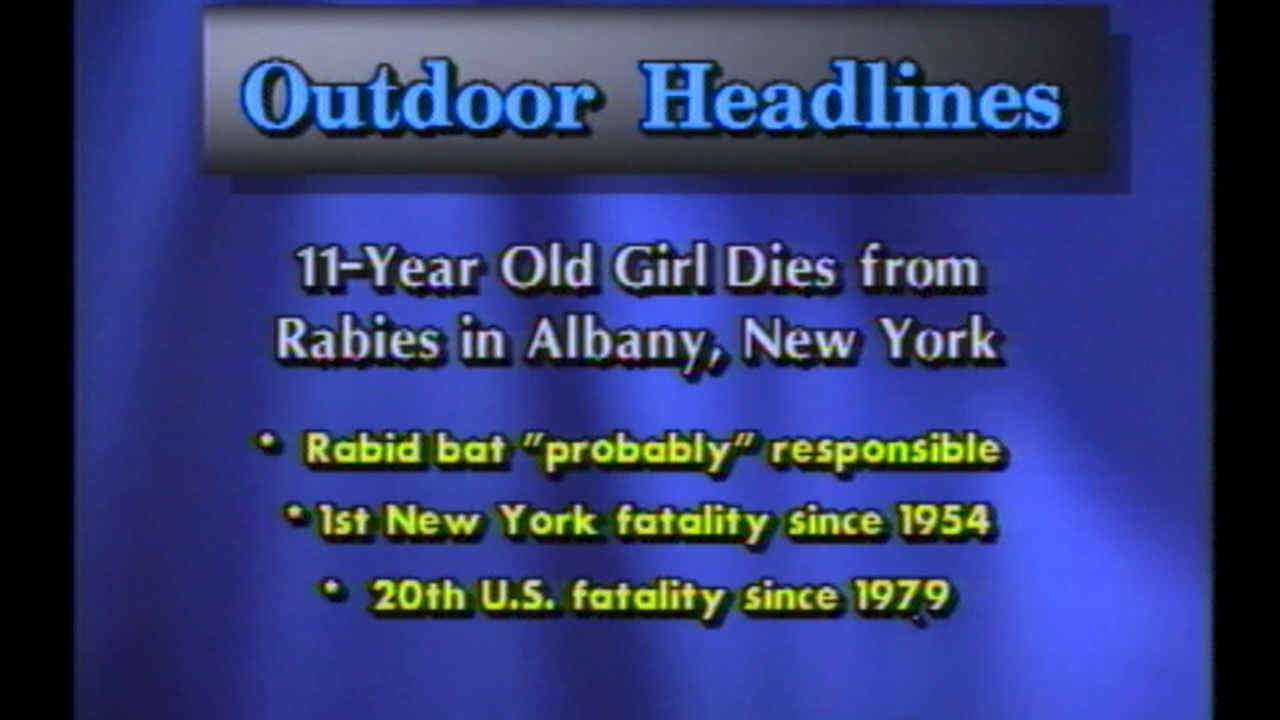 Outdoor Headlines
11-Year Old Girl Dies from
Rabies in Albany, New York
* Rabid bat "probably" responsible
* 1st New York fatality since 1954
* 20th U.S. fatality since 1979